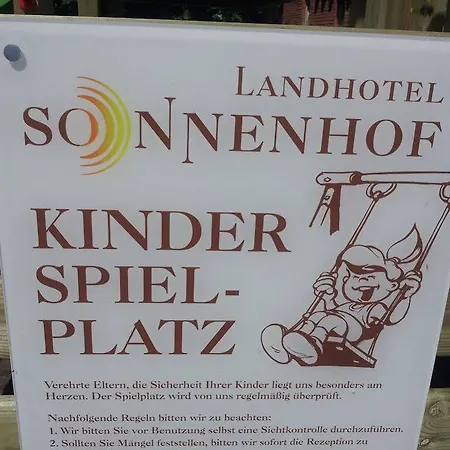 LANDHOTEL
SONNENHOF
KINDER
SPIEL-
PLATZ
Verehrte Eltern, die Sicherheit Ihrer Kinder liegt uns besonders am
Herzen. Der Spielplatz wird von uns regelmäßig überprüft.
Nachfolgende Regeln bitten wir zu beachten:
1. Wir bitten Sie vor Benutzung selbst eine Sichtkontrolle durchzuführen.
2. Sollten Sie Mängel feststellen, bitten wir sofort die Rezeption zu